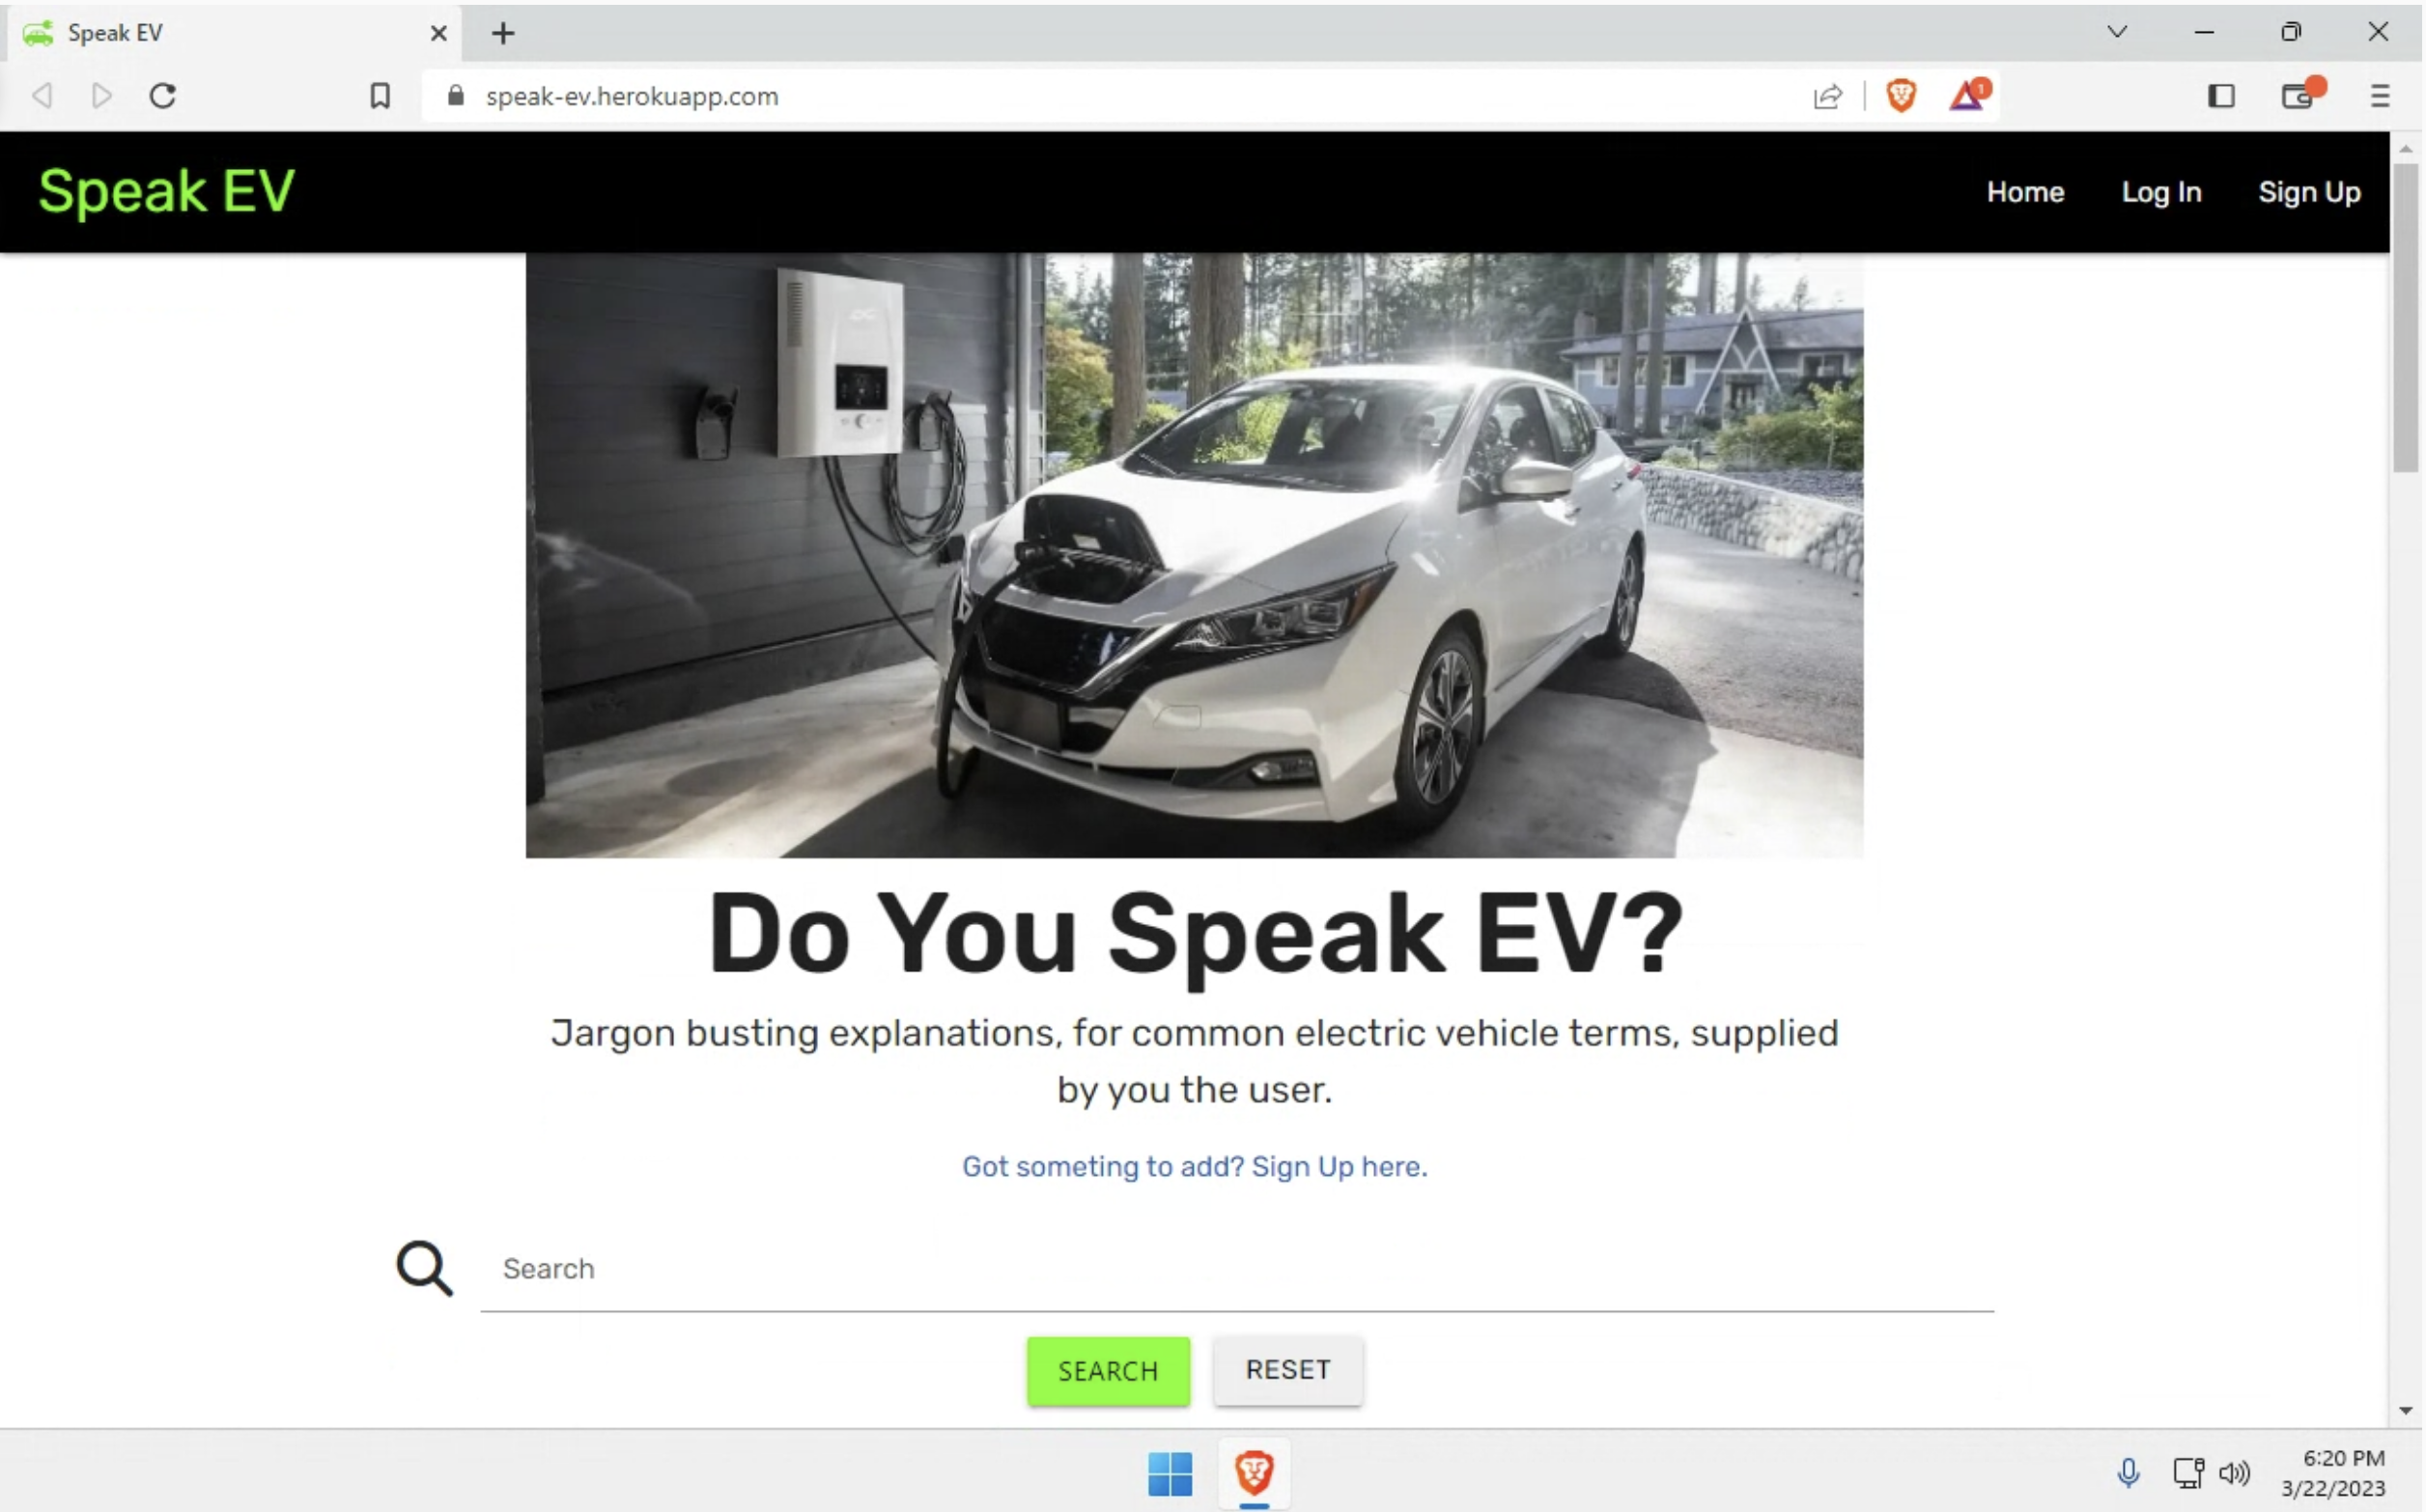 Speak EV
speak-ev.herokuapp.com
1
Speak EV
Home Log In Sign Up
Do You Speak EV?
Jargon busting explanations, for common electric vehicle terms, supplied
by you the user.
Got someting to add? Sign Up here.
Search
SEARCH RESET
6:20 PM
3/22/2023